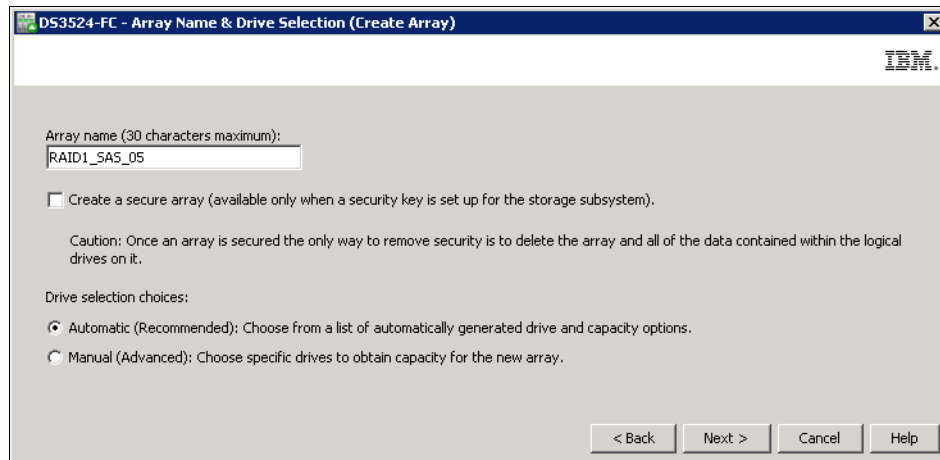 DS3524-FC - Array Name & Drive Selection (Create Array)
IBM.
Array name (30 characters maximum):
RAID1_SAS_05
Create a secure array (available only when a security key is set up for the storage subsystem).
Caution: Once an array is secured the only way to remove security is to delete the array and all of the data contained within the logical
drives on it.
Drive selection choices:
Automatic (Recommended): Choose from a list of automatically generated drive and capacity options.
Manual (Advanced): Choose specific drives to obtain capacity for the new array.
< Back Next > Cancel Help